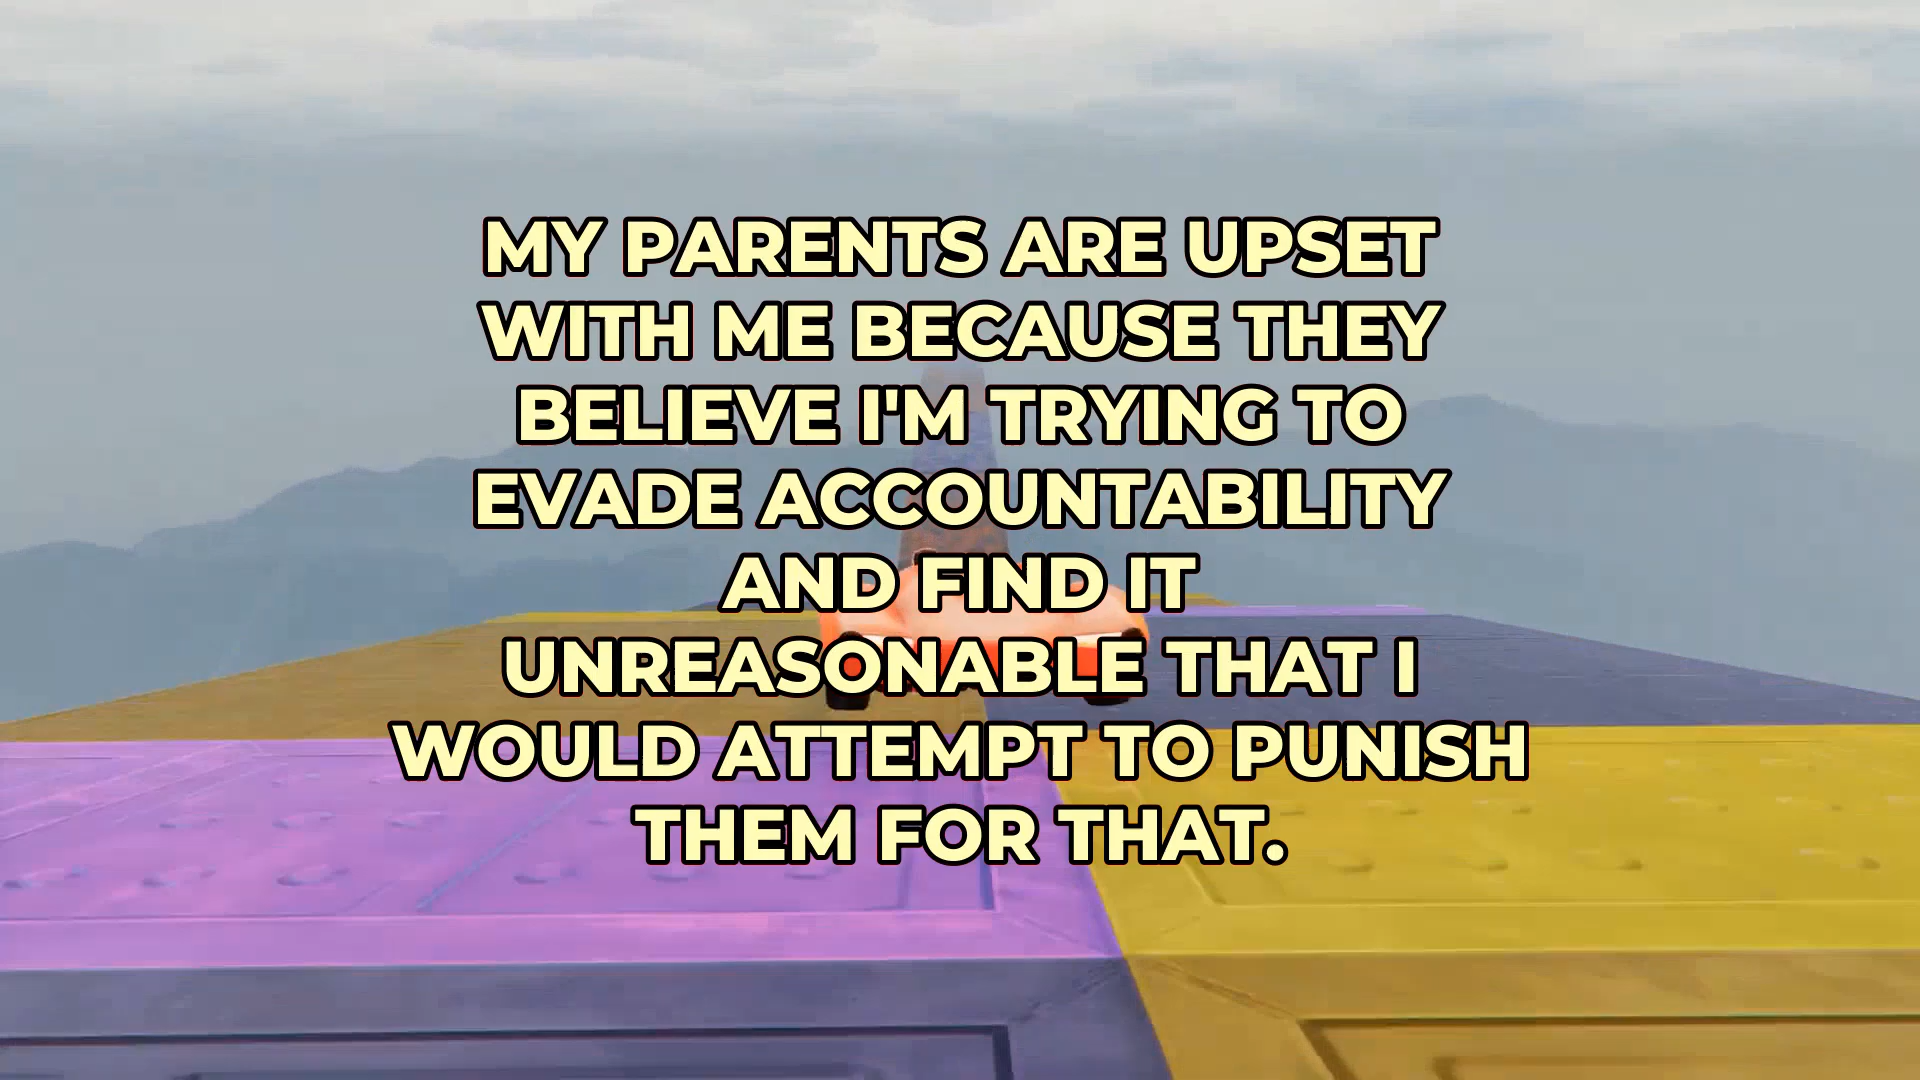 MY PARENTS ARE UPSET
WITH ME BECAUSE THEY
BELIEVE I'M TRYING TO
EVADE ACCOUNTABILITY
AND FIND IT
UNREASONABLE THAT I
WOULD ATTEMPT TO PUNISH
THEM FOR THAT.